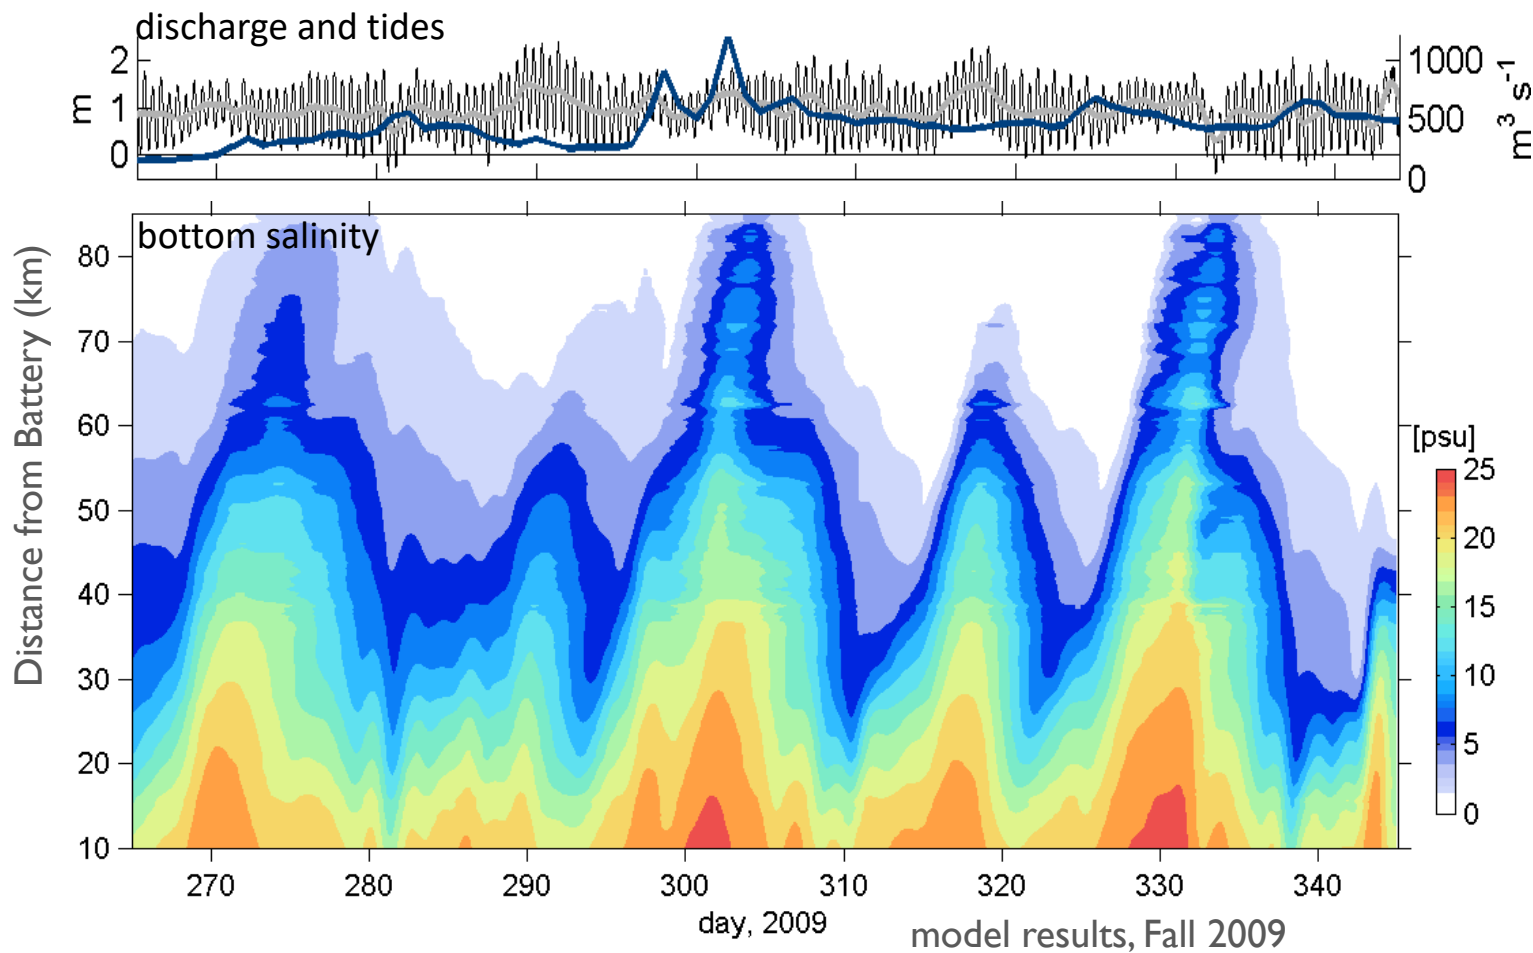 discharge and tides
2
1
0
m
1000
500
0
m³ s⁻¹
bottom salinity
Distance from Battery (km)
80
70
60
50
40
30
20
10
[psu]
25
20
15
10
5
0
270 280 290 300 310 320 330 340
day, 2009
model results, Fall 2009